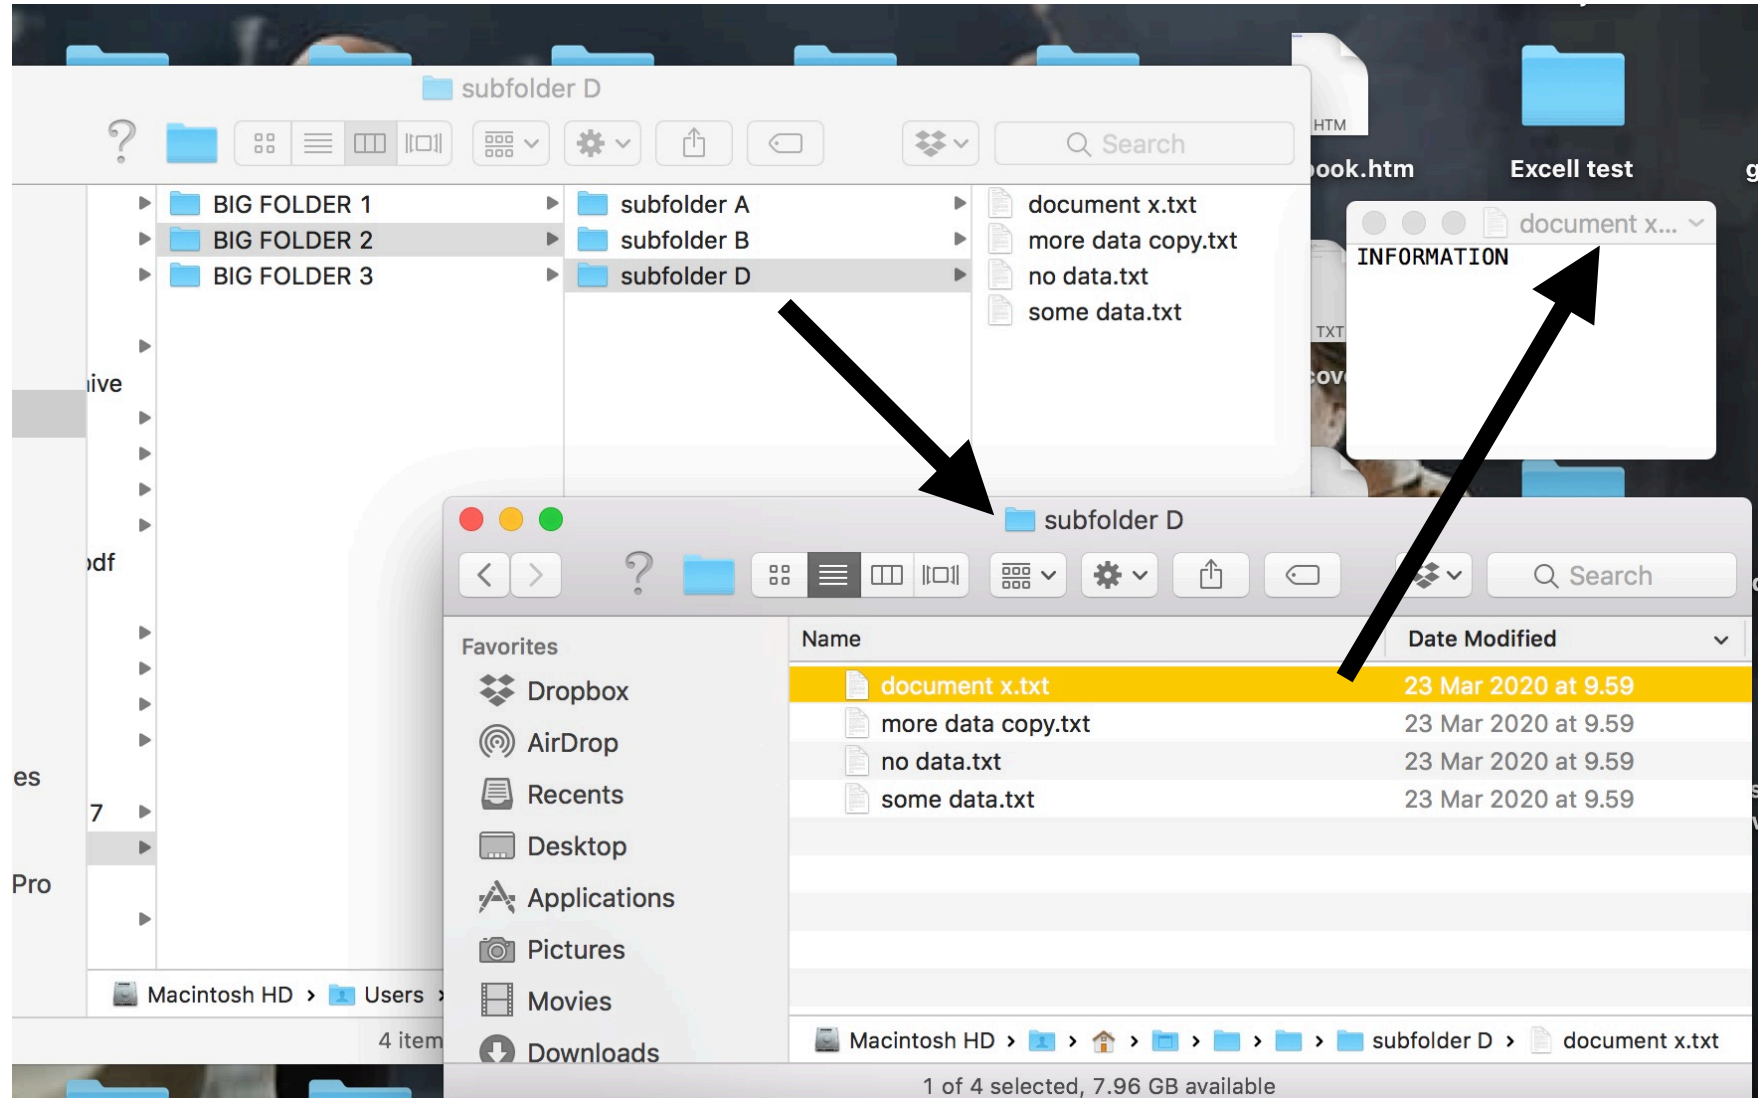 subfolder D
Search
BIG FOLDER 1
BIG FOLDER 2
BIG FOLDER 3
subfolder A
subfolder B
subfolder D
document x.txt
more data copy.txt
no data.txt
some data.txt
ive
odf
es
7
Pro
Macintosh HD › Users ›
4 item
HTM
ook.htm
Excell test
g
document x...
INFORMATION
TXT
cov
subfolder D
Search
Favorites
Dropbox
AirDrop
Recents
Desktop
Applications
Pictures
Movies
Downloads
Name Date Modified
document x.txt 23 Mar 2020 at 9.59
more data copy.txt 23 Mar 2020 at 9.59
no data.txt 23 Mar 2020 at 9.59
some data.txt 23 Mar 2020 at 9.59
Macintosh HD › › › › › › subfolder D › document x.txt
1 of 4 selected, 7.96 GB available